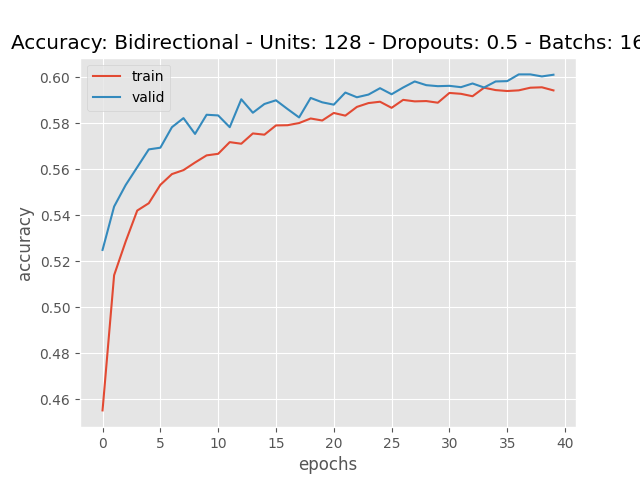 Accuracy: Bidirectional - Units: 128 - Dropouts: 0.5 - Batchs: 16
train
valid
accuracy
0.60
0.58
0.56
0.54
0.52
0.50
0.48
0.46
0 5 10 15 20 25 30 35 40
epochs